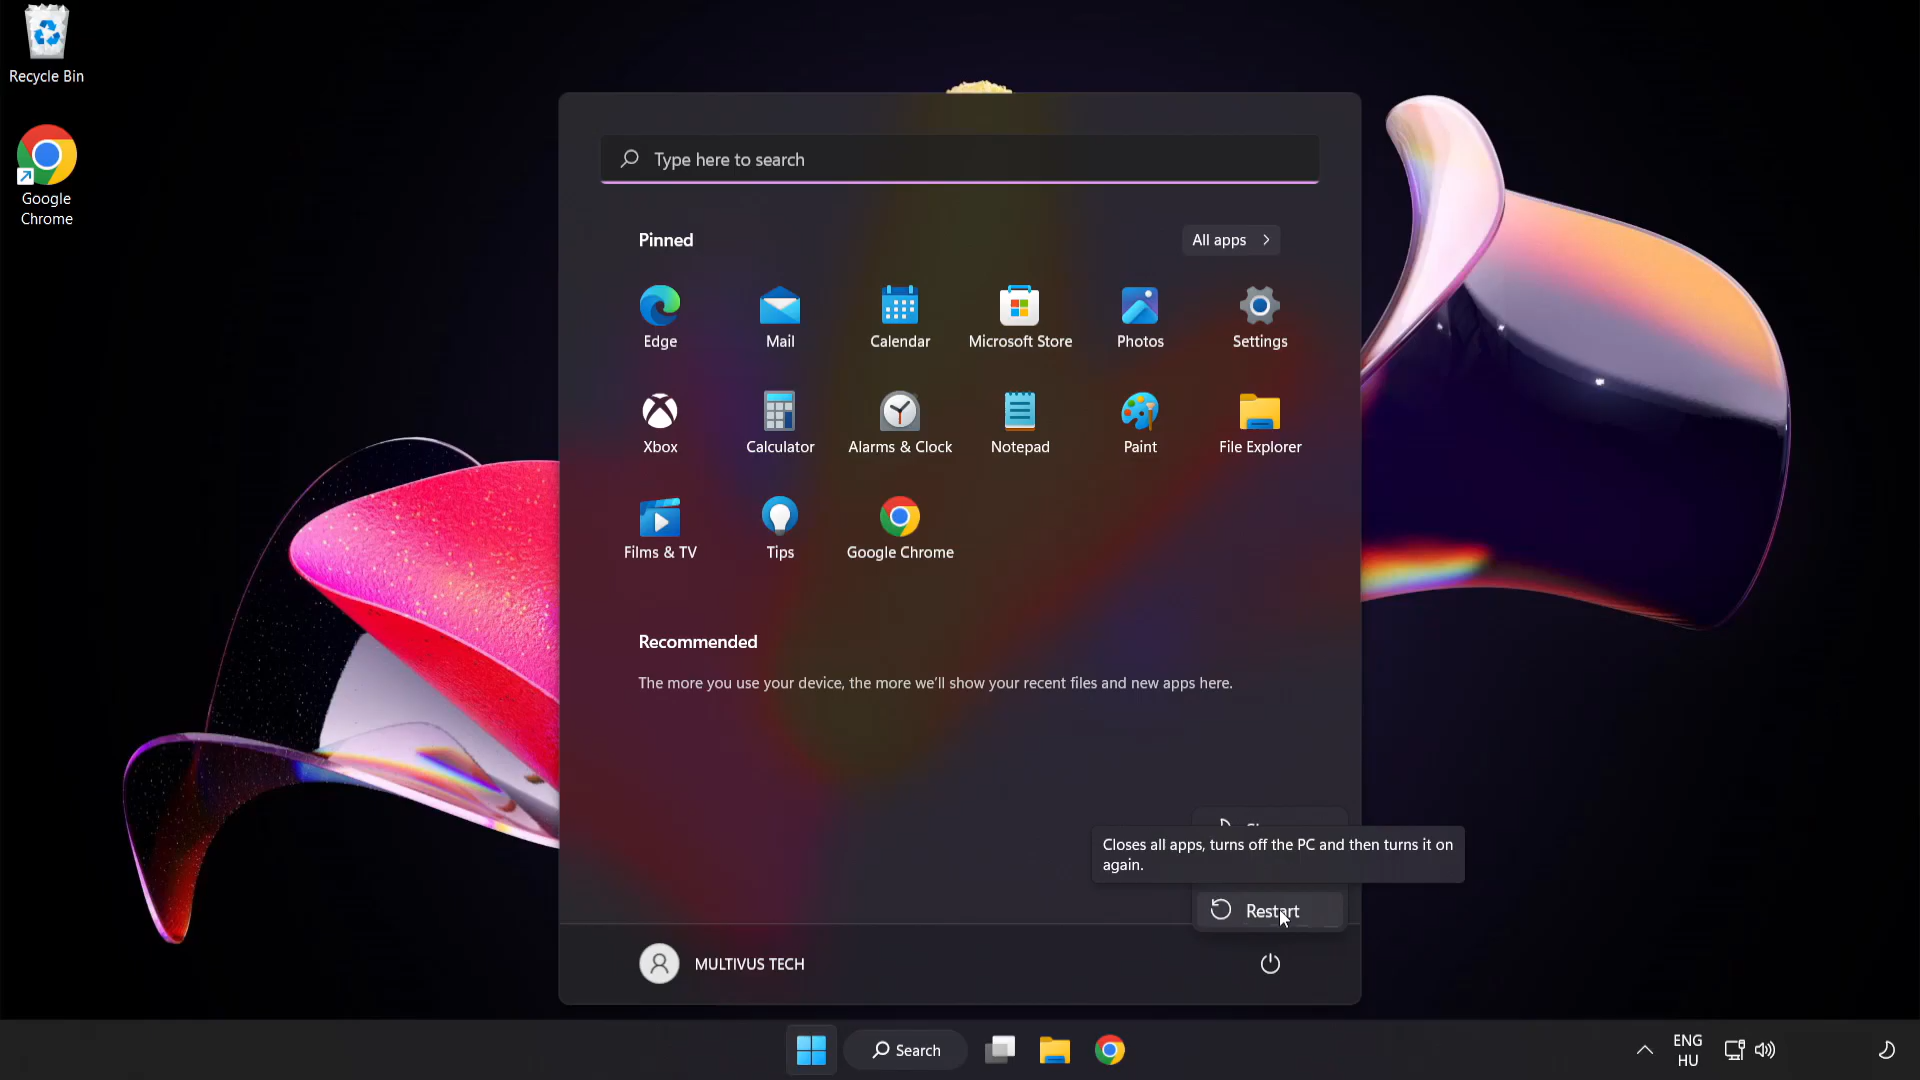 Recycle Bin
Google
Chrome
Type here to search
Pinned
All apps
Edge
Mail
Calendar
Microsoft Store
Photos
Settings
Xbox
Calculator
Alarms & Clock
Notepad
Paint
File Explorer
Films & TV
Tips
Google Chrome
Recommended
The more you use your device, the more we'll show your recent files and new apps here.
Closes all apps, turns off the PC and then turns it on
again.
Restart
MULTIVUS TECH
Search
ENG
HU